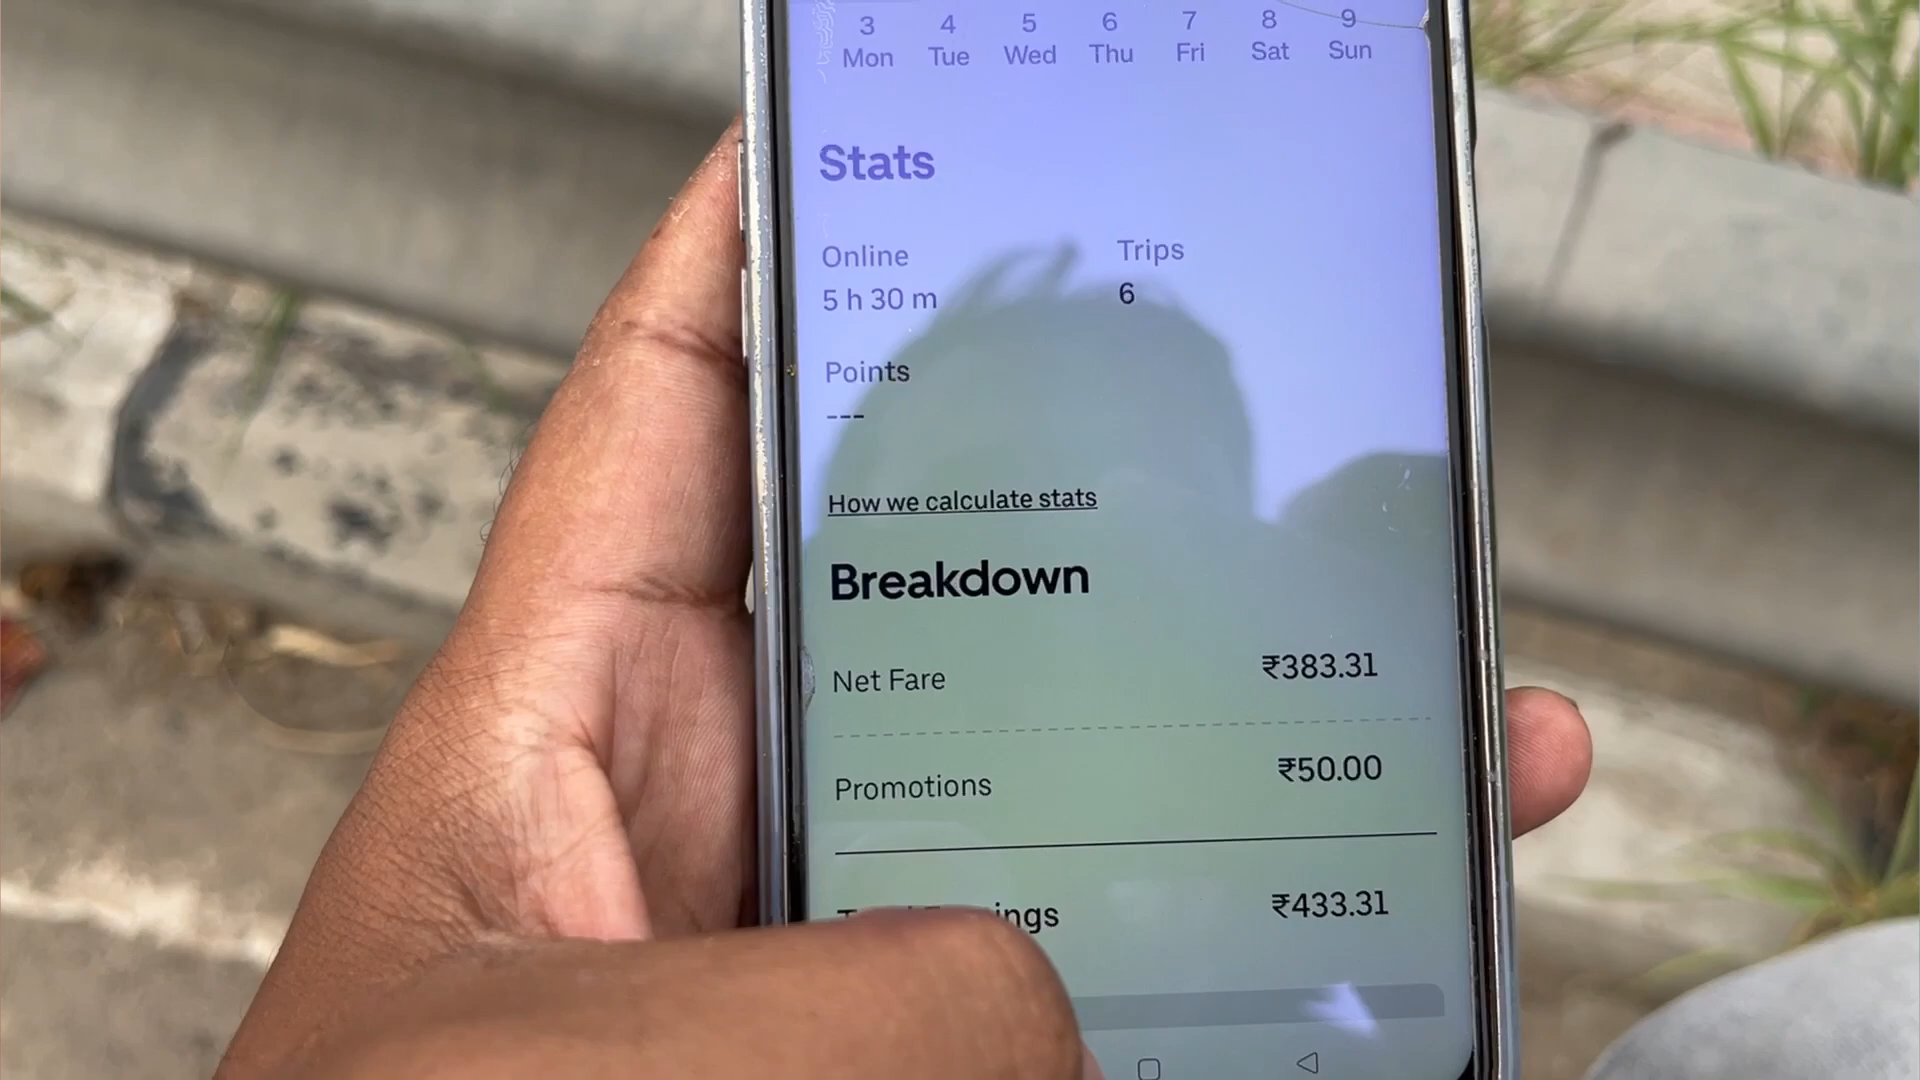 3 4 5 6 7 8 9
Mon Tue Wed Thu Fri Sat Sun
Stats
Online Trips
5 h 30 m 6
Points
---
How we calculate stats
Breakdown
Net Fare ₹383.31
Promotions ₹50.00
₹433.31